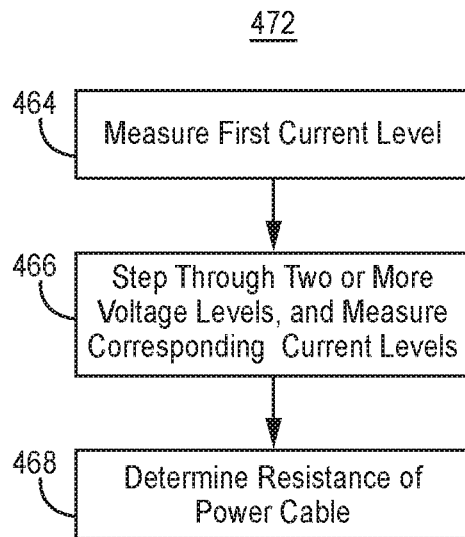 472
464
Measure First Current Level
466
Step Through Two or More
Voltage Levels, and Measure
Corresponding Current Levels
468
Determine Resistance of
Power Cable